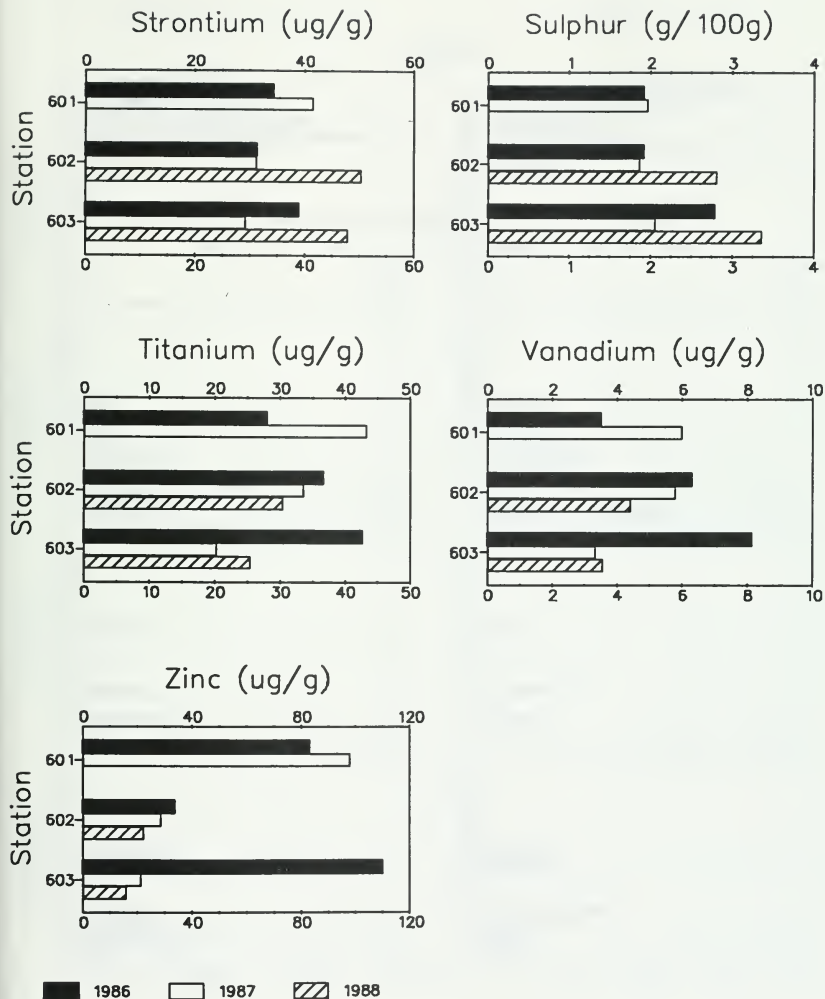 Strontium (ug/g)
0 20 40 60
Station
601
602
603
0 20 40 60
Sulphur (g/100g)
0 1 2 3 4
601
602
603
0 1 2 3 4
Titanium (ug/g)
0 10 20 30 40 50
Station
601
602
603
0 10 20 30 40 50
Vanadium (ug/g)
0 2 4 6 8 10
601
602
603
0 2 4 6 8 10
Zinc (ug/g)
0 40 80 120
Station
601
602
603
0 40 80 120
1986 1987 1988